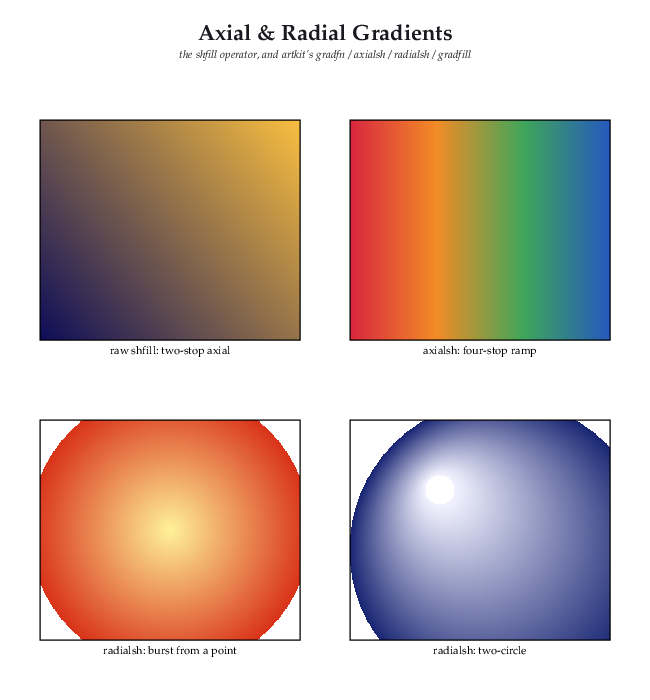 Axial & Radial Gradients
the shfill operator, and artkit's gradfn / axialsh / radialsh / gradfill
raw shfill: two-stop axial
axialsh: four-stop ramp
radialsh: burst from a point
radialsh: two-circle